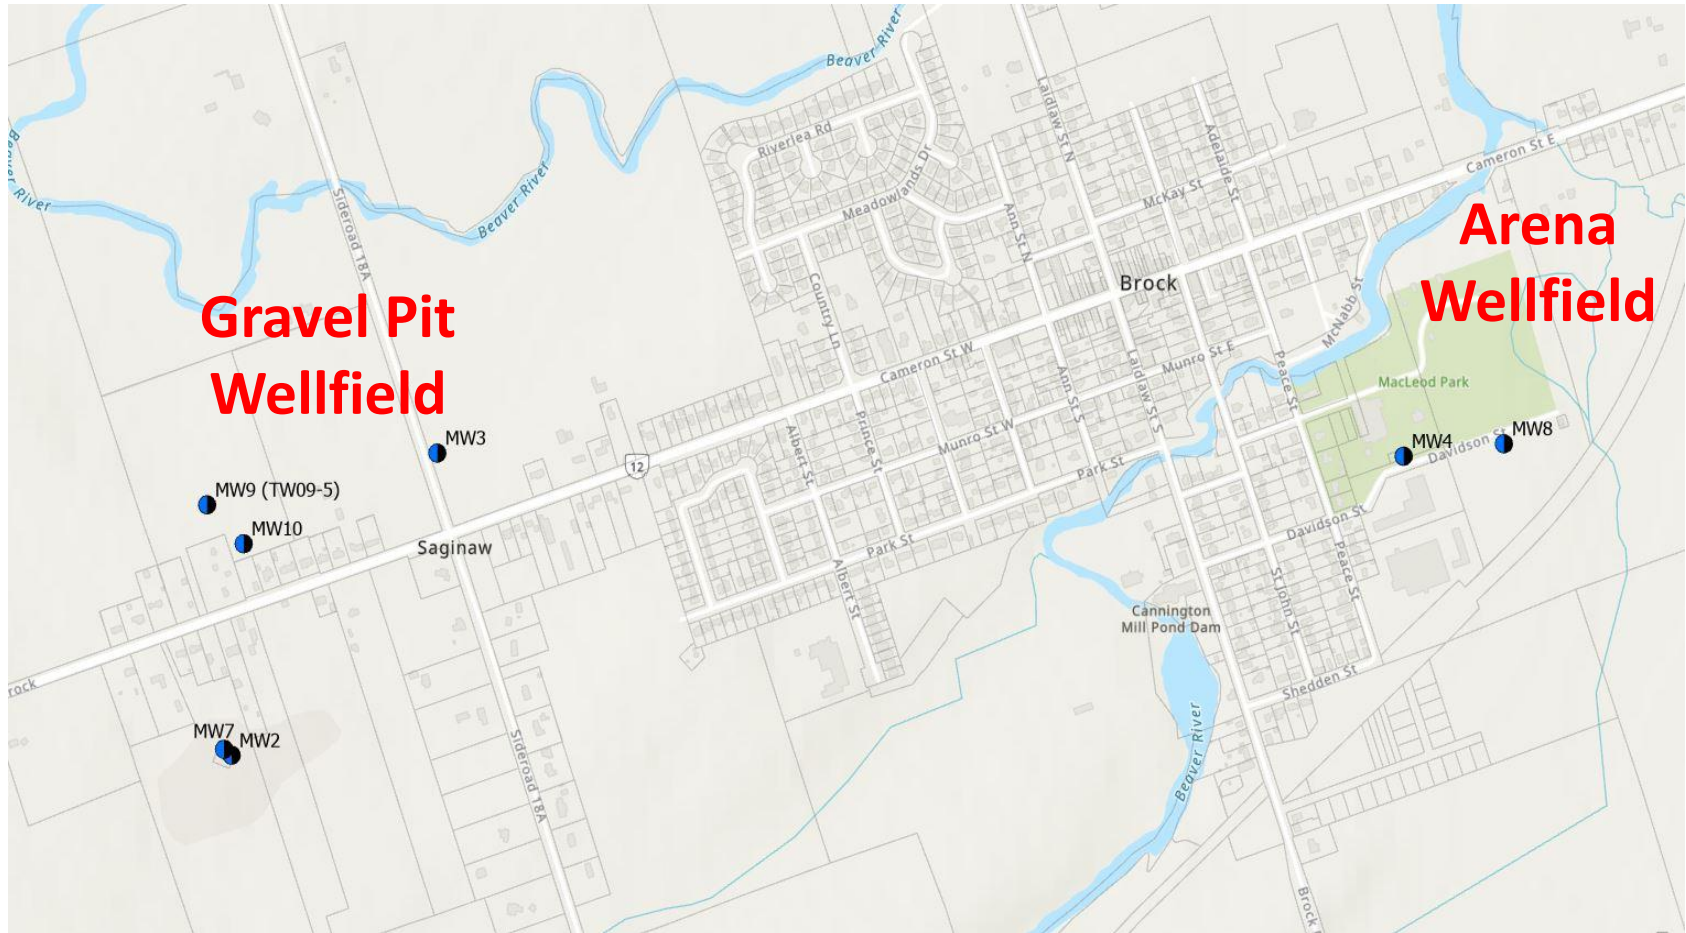 Beaver River
Beaver River
Beaver River
Sideroad 18A
Gravel Pit
Wellfield
MW3
MW9 (TW09-5)
MW10
Saginaw
12
rock
MW7
MW2
Sideroad 18A
Riverlea Rd
Meadowlands Dr
Country Ln
Ann St N
Laidlaw St N
Adelaide St
McKay St
Cameron St E
Brock
Cameron St W
Arena
Wellfield
McNabb St
Munro St E
Peace St
MacLeod Park
Laidlaw St S
Ann St S
Prince St
Albert St
Munro St W
Park St
MW4
MW8
Davidson St
Davidson St
Park St
Albert St
Peace St
St John St
Cannington
Mill Pond Dam
Shedden St
Beaver River
Brock